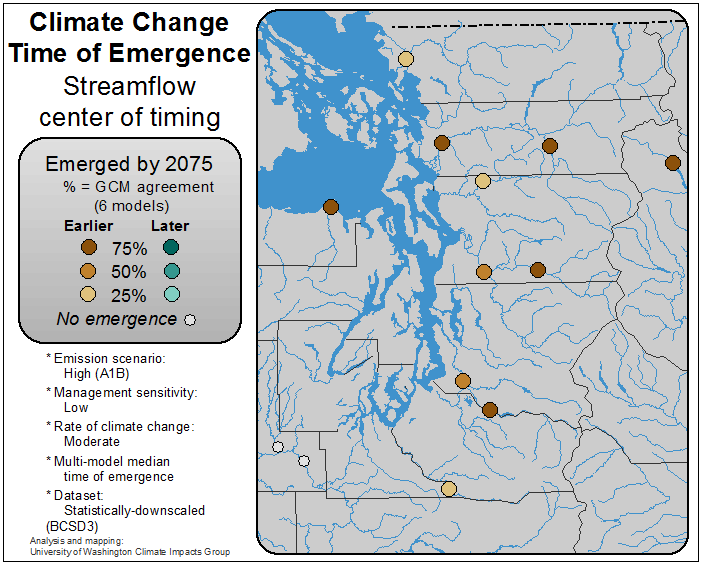 Climate Change
Time of Emergence
Streamflow
center of timing
Emerged by 2075
% = GCM agreement
(6 models)
Earlier Later
75%
50%
25%
No emergence
* Emission scenario:
High (A1B)
* Management sensitivity:
Low
* Rate of climate change:
Moderate
* Multi-model median
time of emergence
* Dataset:
Statistically-downscaled
(BCSD3)
Analysis and mapping:
University of Washington Climate Impacts Group